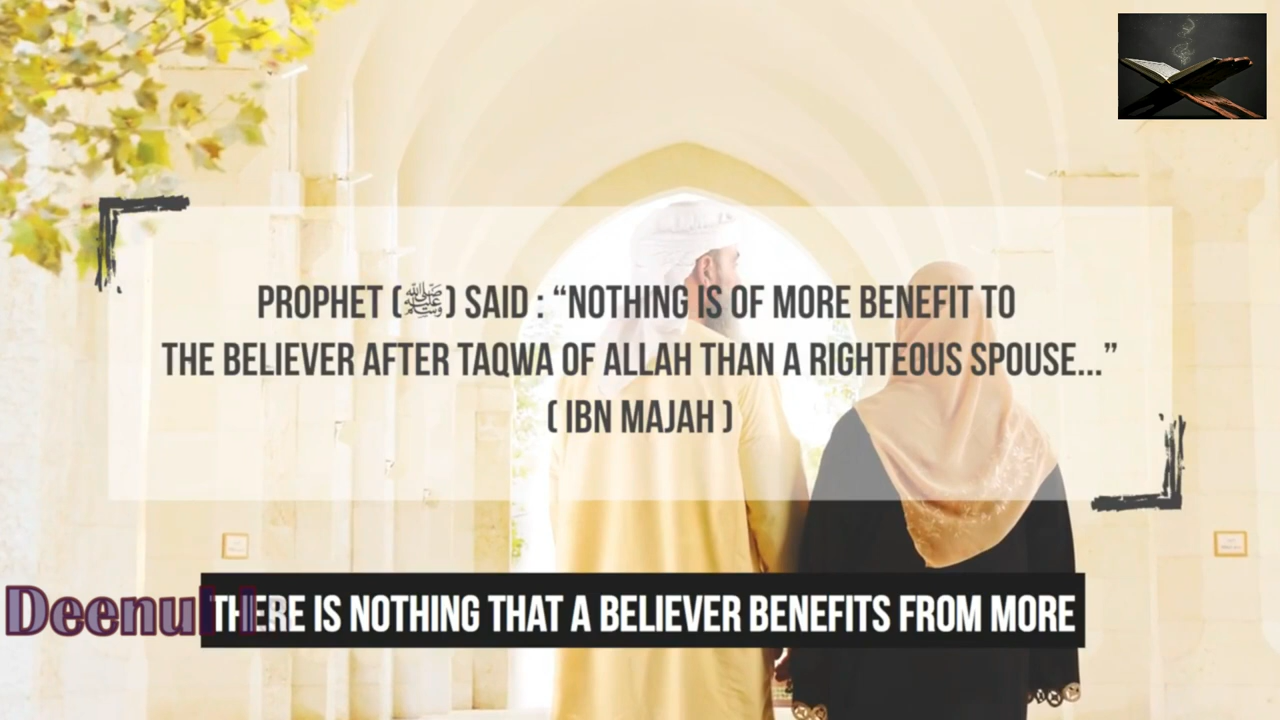 PROPHET (ﷺ) SAID : “NOTHING IS OF MORE BENEFIT TO
THE BELIEVER AFTER TAQWA OF ALLAH THAN A RIGHTEOUS SPOUSE...”
( IBN MAJAH )
THERE IS NOTHING THAT A BELIEVER BENEFITS FROM MORE
Deenul I